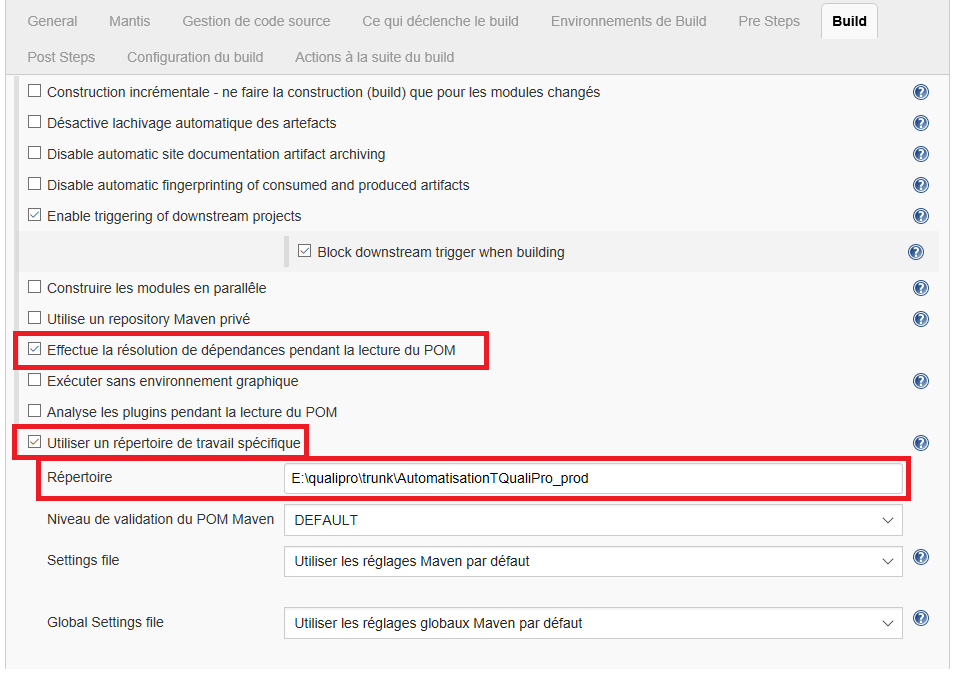 General Mantis Gestion de code source Ce qui déclenche le build Environnements de Build Pre Steps Build
Post Steps Configuration du build Actions à la suite du build
Construction incrémentale - ne faire la construction (build) que pour les modules changés
Désactive lachivage automatique des artefacts
Disable automatic site documentation artifact archiving
Disable automatic fingerprinting of consumed and produced artifacts
Enable triggering of downstream projects
Block downstream trigger when building
Construire les modules en parallèle
Utilise un repository Maven privé
Effectue la résolution de dépendances pendant la lecture du POM
Exécuter sans environnement graphique
Analyse les plugins pendant la lecture du POM
Utiliser un répertoire de travail spécifique
Répertoire E:\qualipro\trunk\AutomatisationTQualiPro_prod
Niveau de validation du POM Maven DEFAULT
Settings file Utiliser les réglages Maven par défaut
Global Settings file Utiliser les réglages globaux Maven par défaut